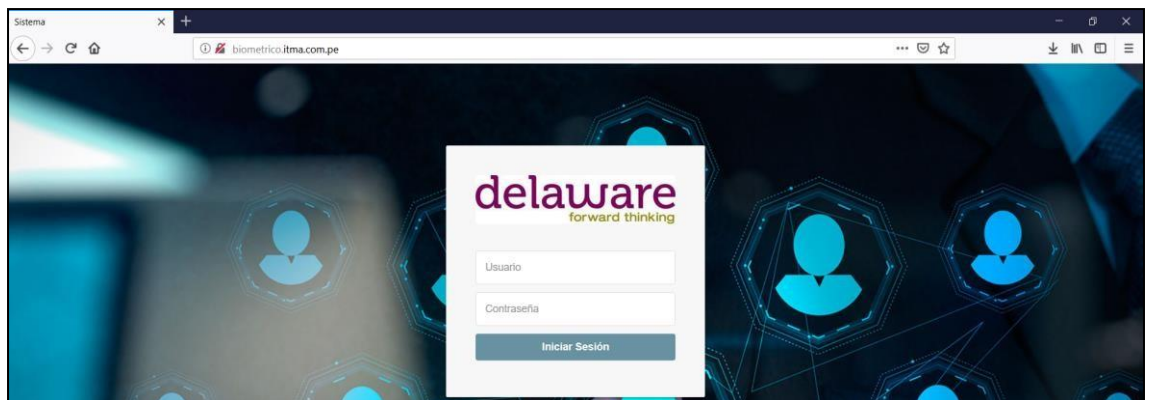 Sistema
biometrico.itma.com.pe
delaware
forward thinking
Usuario
Contraseña
Iniciar Sesión